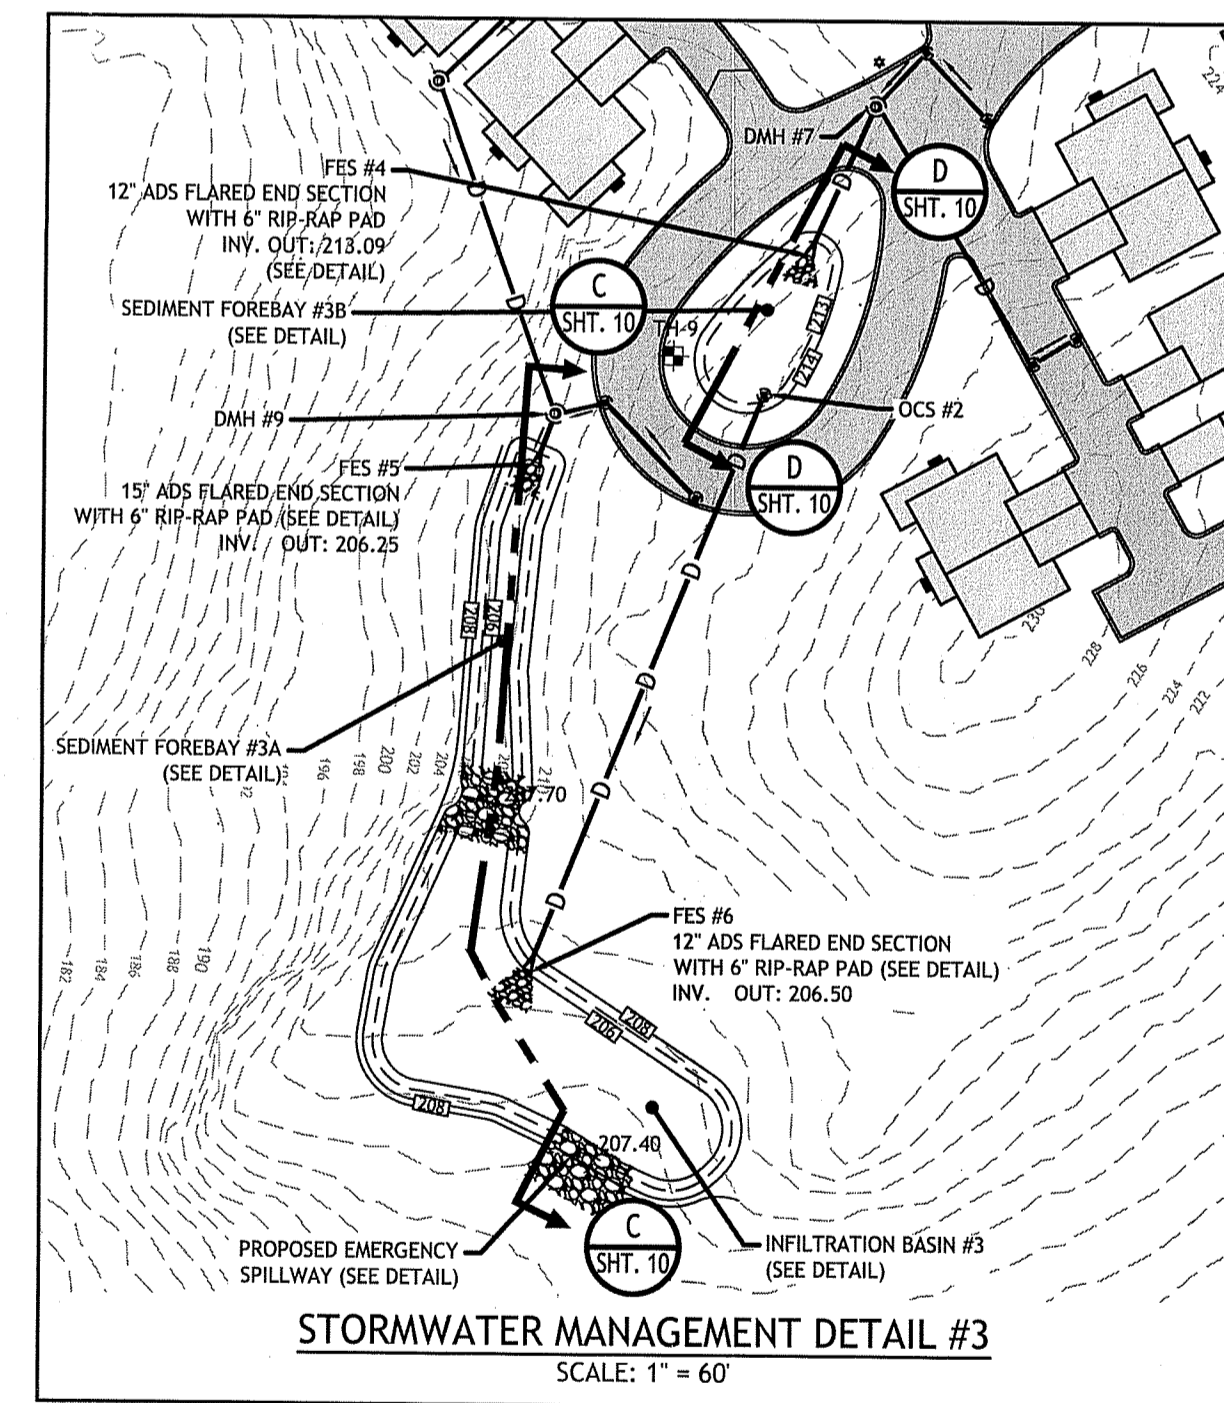 DMH #7
FES #4
12" ADS FLARED END SECTION
WITH 6" RIP-RAP PAD
INV. OUT: 213.09
(SEE DETAIL)
D
SHT. 10
D
D
C
SHT. 10
SEDIMENT FOREBAY #3B
(SEE DETAIL)
TH-9
213
214
D
D
DMH #9
OCS #2
FES #5
15" ADS FLARED END SECTION
WITH 6" RIP-RAP PAD (SEE DETAIL)
INV. OUT: 206.25
D
D
SHT. 10
D
208
206
230
228
226
224
222
224
D
SEDIMENT FOREBAY #3A
(SEE DETAIL)
196
198
200
202
204
D
D
FES #6
12" ADS FLARED END SECTION
WITH 6" RIP-RAP PAD (SEE DETAIL)
INV. OUT: 206.50
182
184
186
188
190
208
206
208
207.40
C
SHT. 10
PROPOSED EMERGENCY
SPILLWAY (SEE DETAIL)
INFILTRATION BASIN #3
(SEE DETAIL)
STORMWATER MANAGEMENT DETAIL #3
SCALE: 1" = 60'